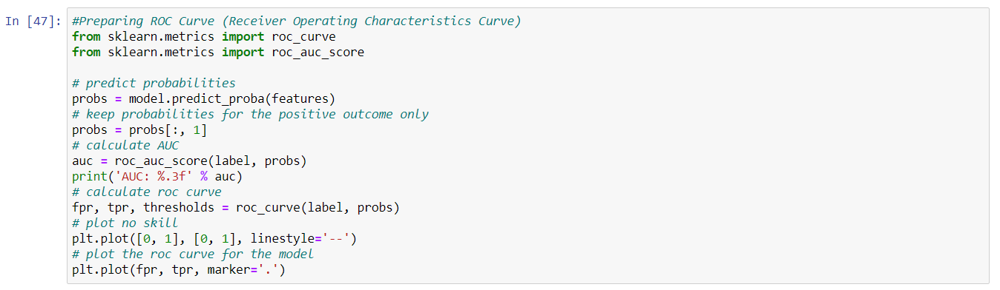 In [47]: #Preparing ROC Curve (Receiver Operating Characteristics Curve)
from sklearn.metrics import roc_curve
from sklearn.metrics import roc_auc_score

# predict probabilities
probs = model.predict_proba(features)
# keep probabilities for the positive outcome only
probs = probs[:, 1]
# calculate AUC
auc = roc_auc_score(label, probs)
print('AUC: %.3f' % auc)
# calculate roc curve
fpr, tpr, thresholds = roc_curve(label, probs)
# plot no skill
plt.plot([0, 1], [0, 1], linestyle='--')
# plot the roc curve for the model
plt.plot(fpr, tpr, marker='.')